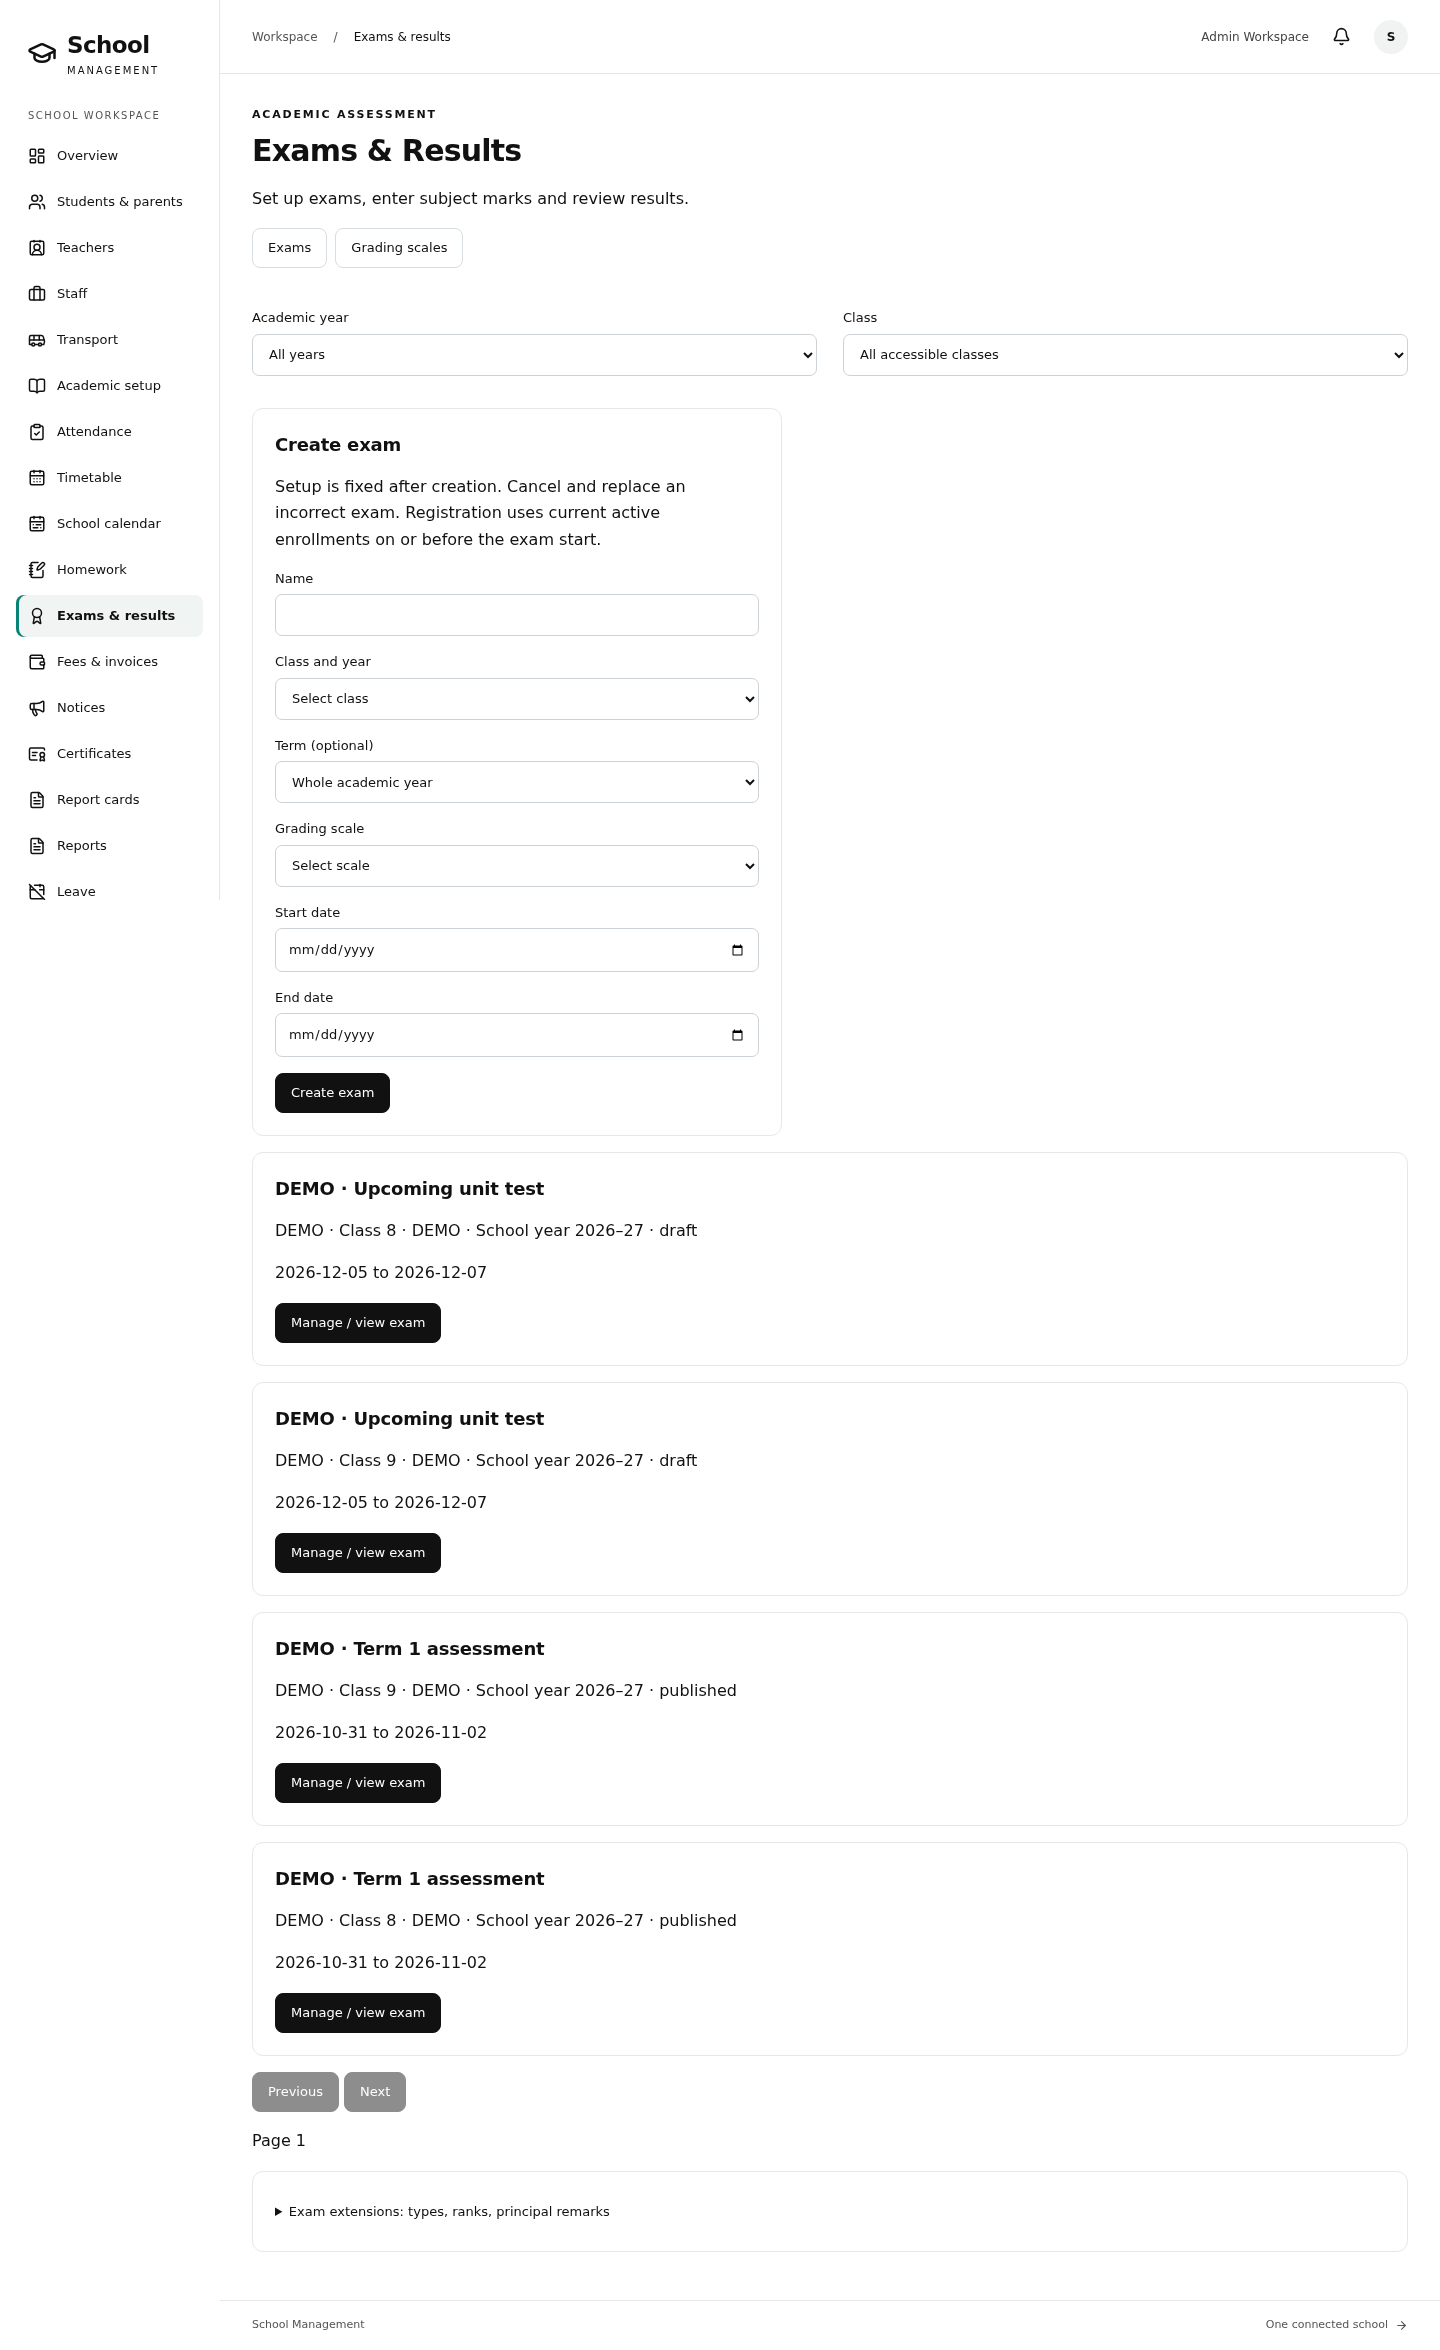 School
MANAGEMENT
SCHOOL WORKSPACE
Overview
Students & parents
Teachers
Staff
Transport
Academic setup
Attendance
Timetable
School calendar
Homework
Exams & results
Fees & invoices
Notices
Certificates
Report cards
Reports
Leave
Workspace / Exams & results
Admin Workspace S
ACADEMIC ASSESSMENT
Exams & Results
Set up exams, enter subject marks and review results.
Exams Grading scales
Academic year Class
All years All accessible classes
Create exam
Setup is fixed after creation. Cancel and replace an
incorrect exam. Registration uses current active
enrollments on or before the exam start.
Name
Class and year
Select class
Term (optional)
Whole academic year
Grading scale
Select scale
Start date
mm/dd/yyyy
End date
mm/dd/yyyy
Create exam
DEMO · Upcoming unit test
DEMO · Class 8 · DEMO · School year 2026–27 · draft
2026-12-05 to 2026-12-07
Manage / view exam
DEMO · Upcoming unit test
DEMO · Class 9 · DEMO · School year 2026–27 · draft
2026-12-05 to 2026-12-07
Manage / view exam
DEMO · Term 1 assessment
DEMO · Class 9 · DEMO · School year 2026–27 · published
2026-10-31 to 2026-11-02
Manage / view exam
DEMO · Term 1 assessment
DEMO · Class 8 · DEMO · School year 2026–27 · published
2026-10-31 to 2026-11-02
Manage / view exam
Previous Next
Page 1
Exam extensions: types, ranks, principal remarks
School Management
One connected school